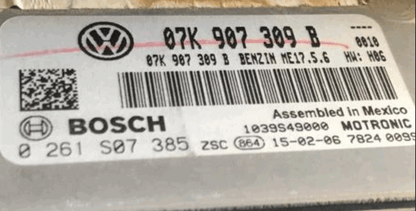 07K 907 309 B 0010
07K 907 309 B BENZIN ME17.5.6 HW: H06
Assembled in Mexico
BOSCH 1039S49000 MOTRONIC
0 261 S07 385 ZSC 864 15-02-06 7824 0099